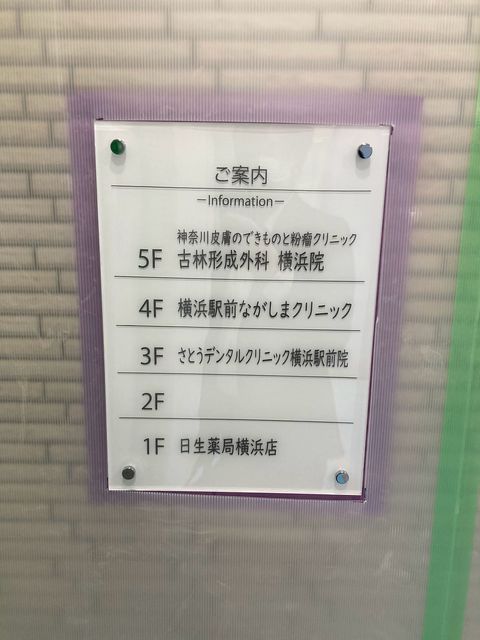 ご案内
—Information—
神奈川皮膚のできものと粉瘤クリニック
5F 古林形成外科 横浜院
4F 横浜駅前ながしまクリニック
3F さとうデンタルクリニック横浜駅前院
2F
1F 日生薬局横浜店